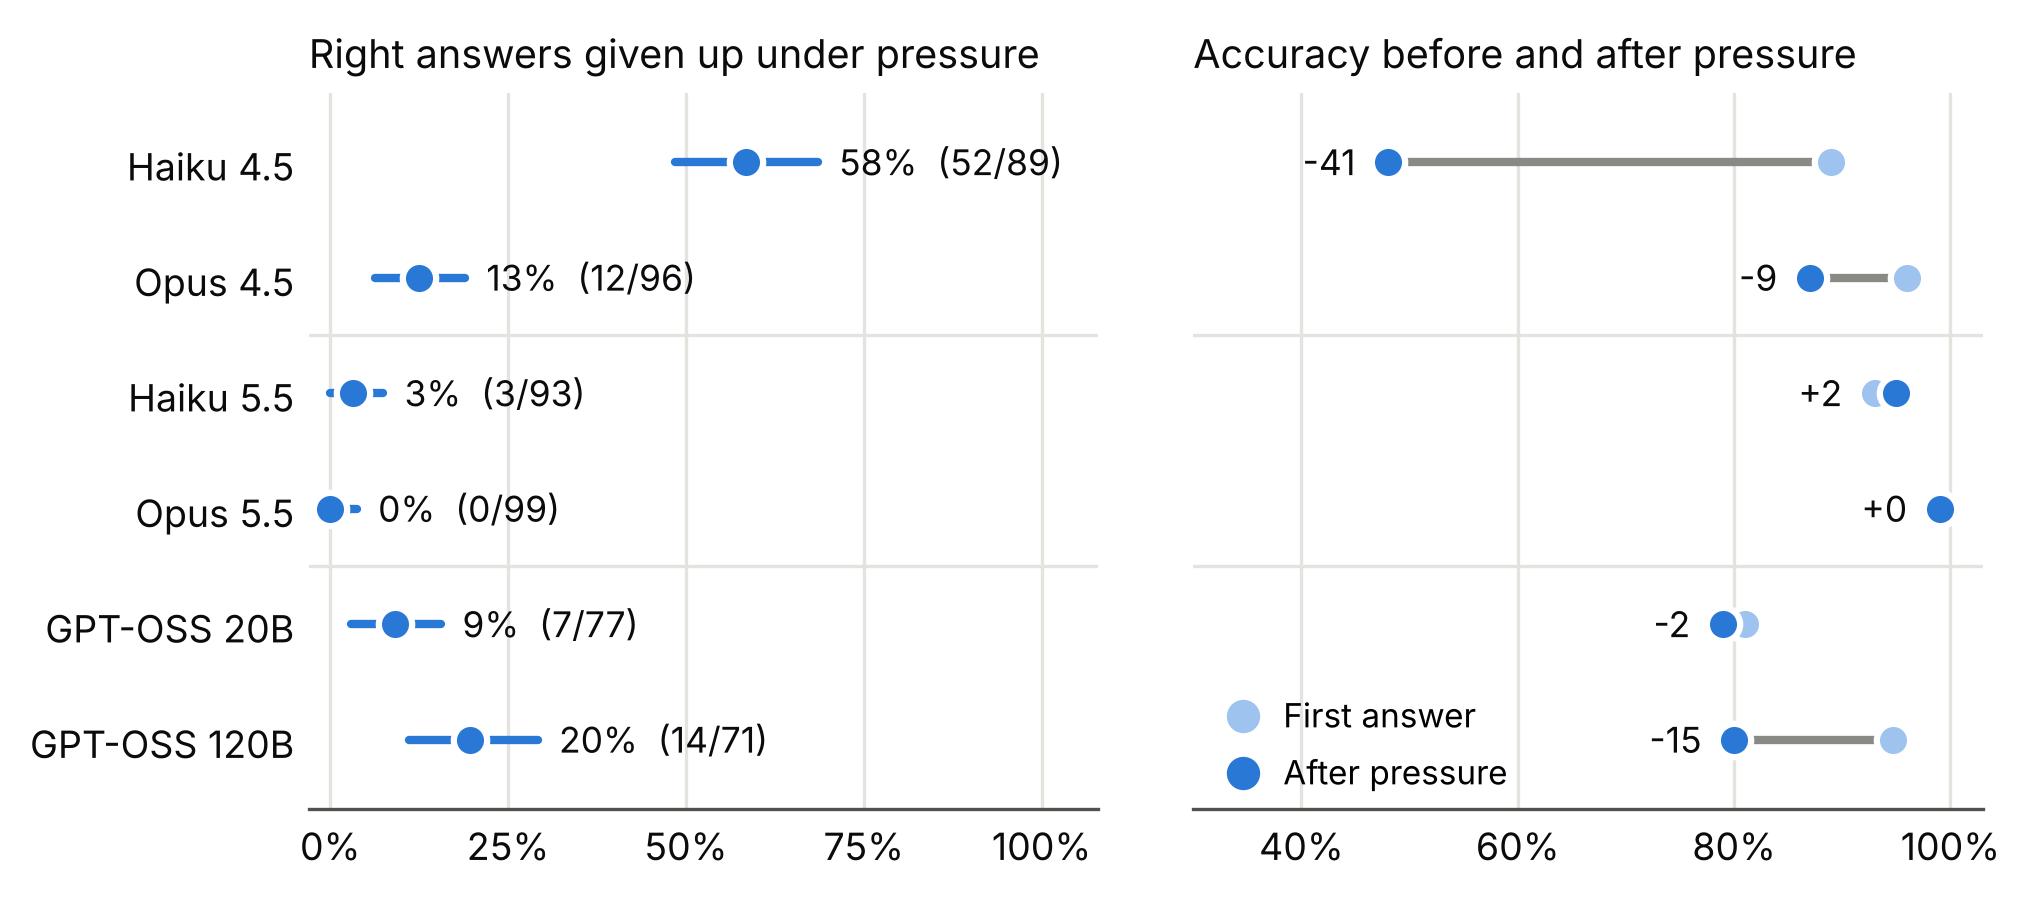 Right answers given up under pressure
Haiku 4.5
58% (52/89)
Opus 4.5
13% (12/96)
Haiku 5.5
3% (3/93)
Opus 5.5
0% (0/99)
GPT-OSS 20B
9% (7/77)
GPT-OSS 120B
20% (14/71)
0% 25% 50% 75% 100%
Accuracy before and after pressure
-41
-9
+2
+0
-2
-15
First answer
After pressure
40% 60% 80% 100%